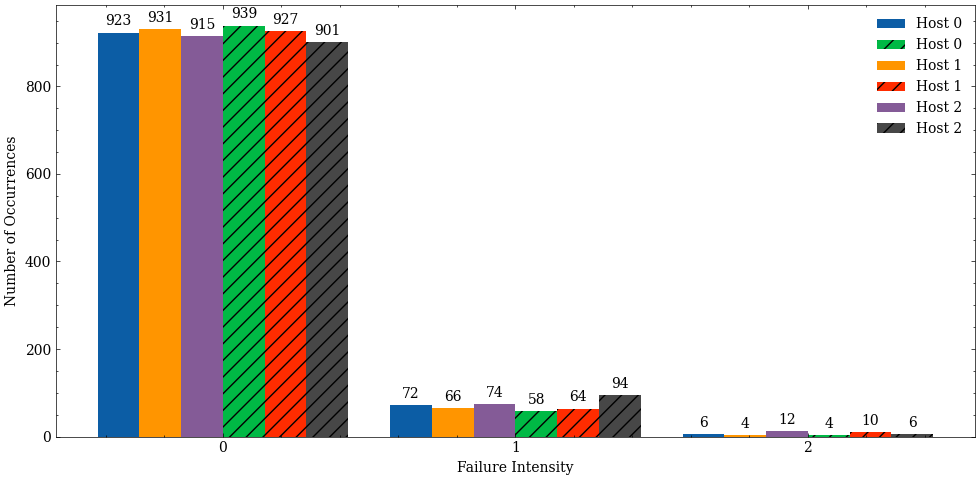 923 931 915 939 927 901
Host 0
Host 0
Host 1
Host 1
Host 2
Host 2
800
600
400
200
0
Number of Occurrences
72 66 74 58 64 94
6 4 12 4 10 6
0 1 2
Failure Intensity